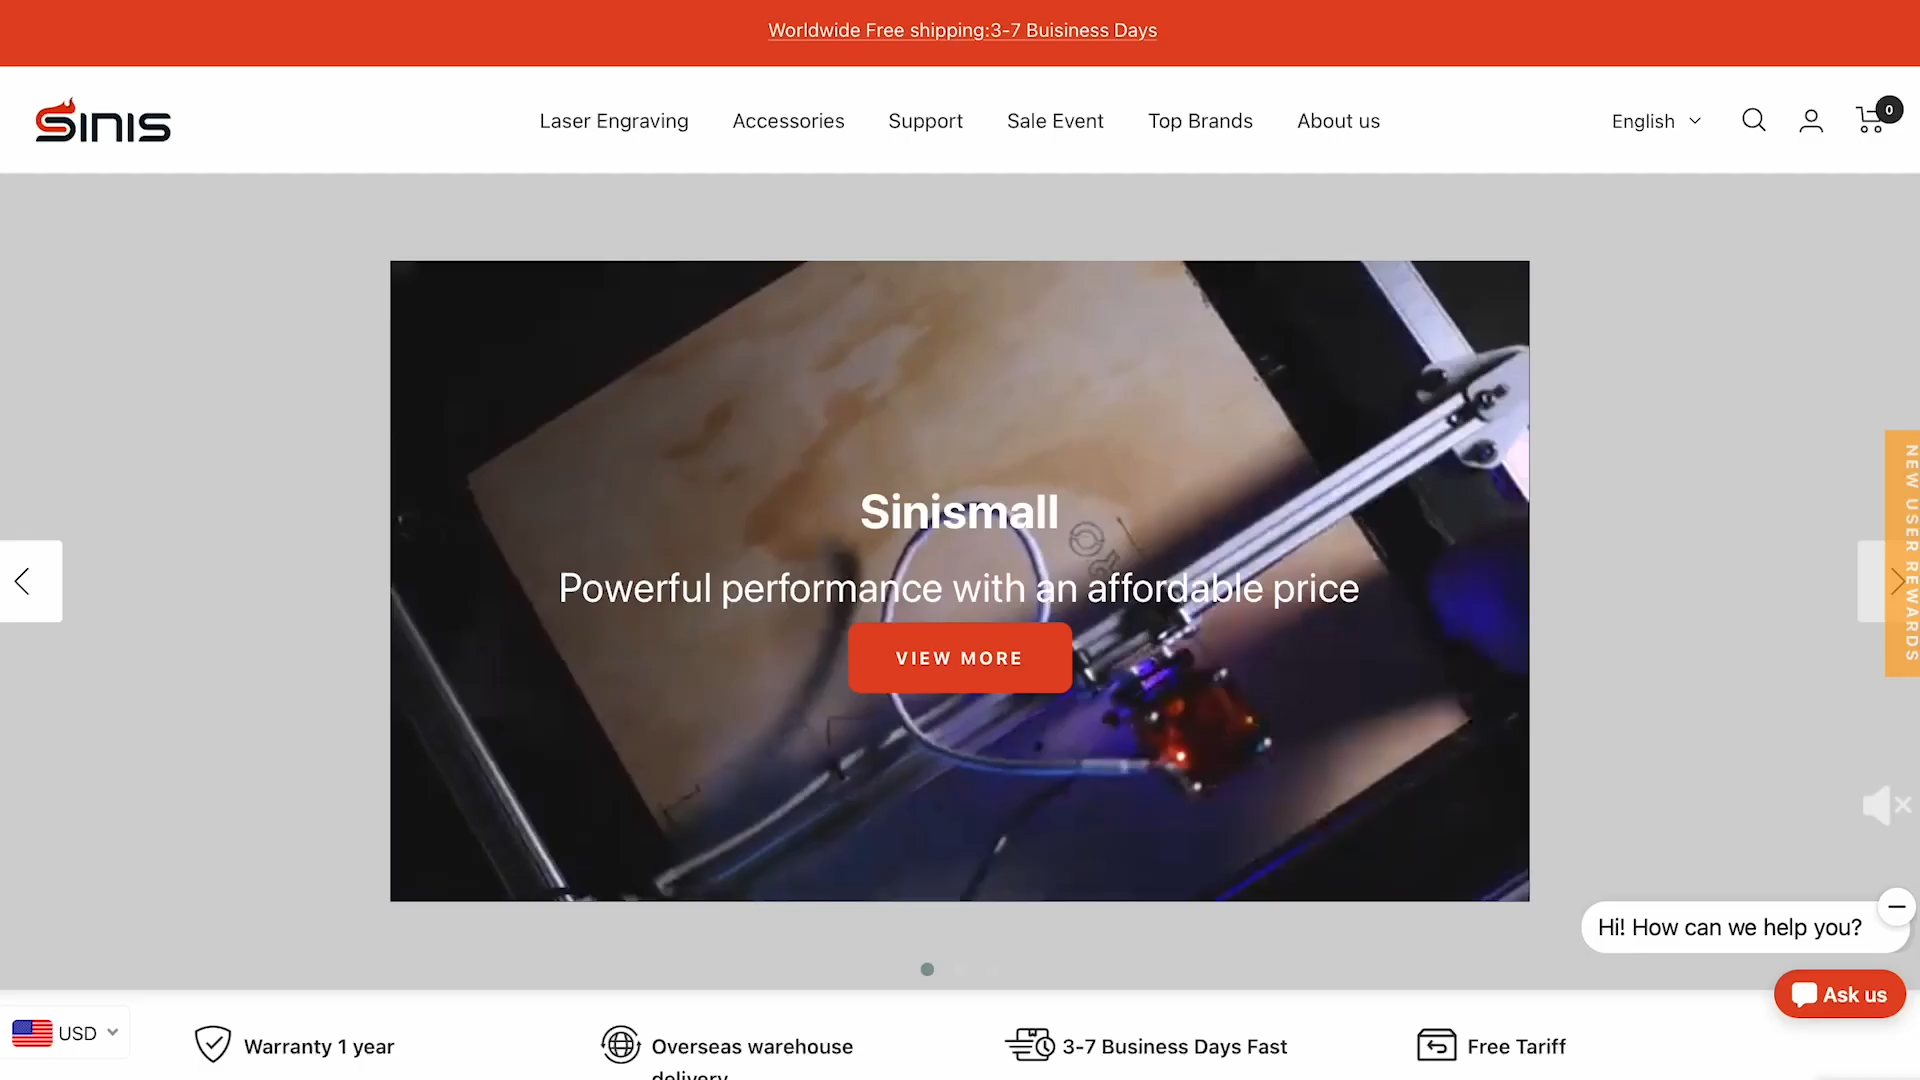 Worldwide Free shipping:3-7 Buisiness Days
SINIS
Laser Engraving
Accessories
Support
Sale Event
Top Brands
About us
English
0
Sinismall
Powerful performance with an affordable price
VIEW MORE
NEW USER REWARDS
Hi! How can we help you?
Ask us
USD
Warranty 1 year
Overseas warehouse
delivery
3-7 Business Days Fast
Free Tariff